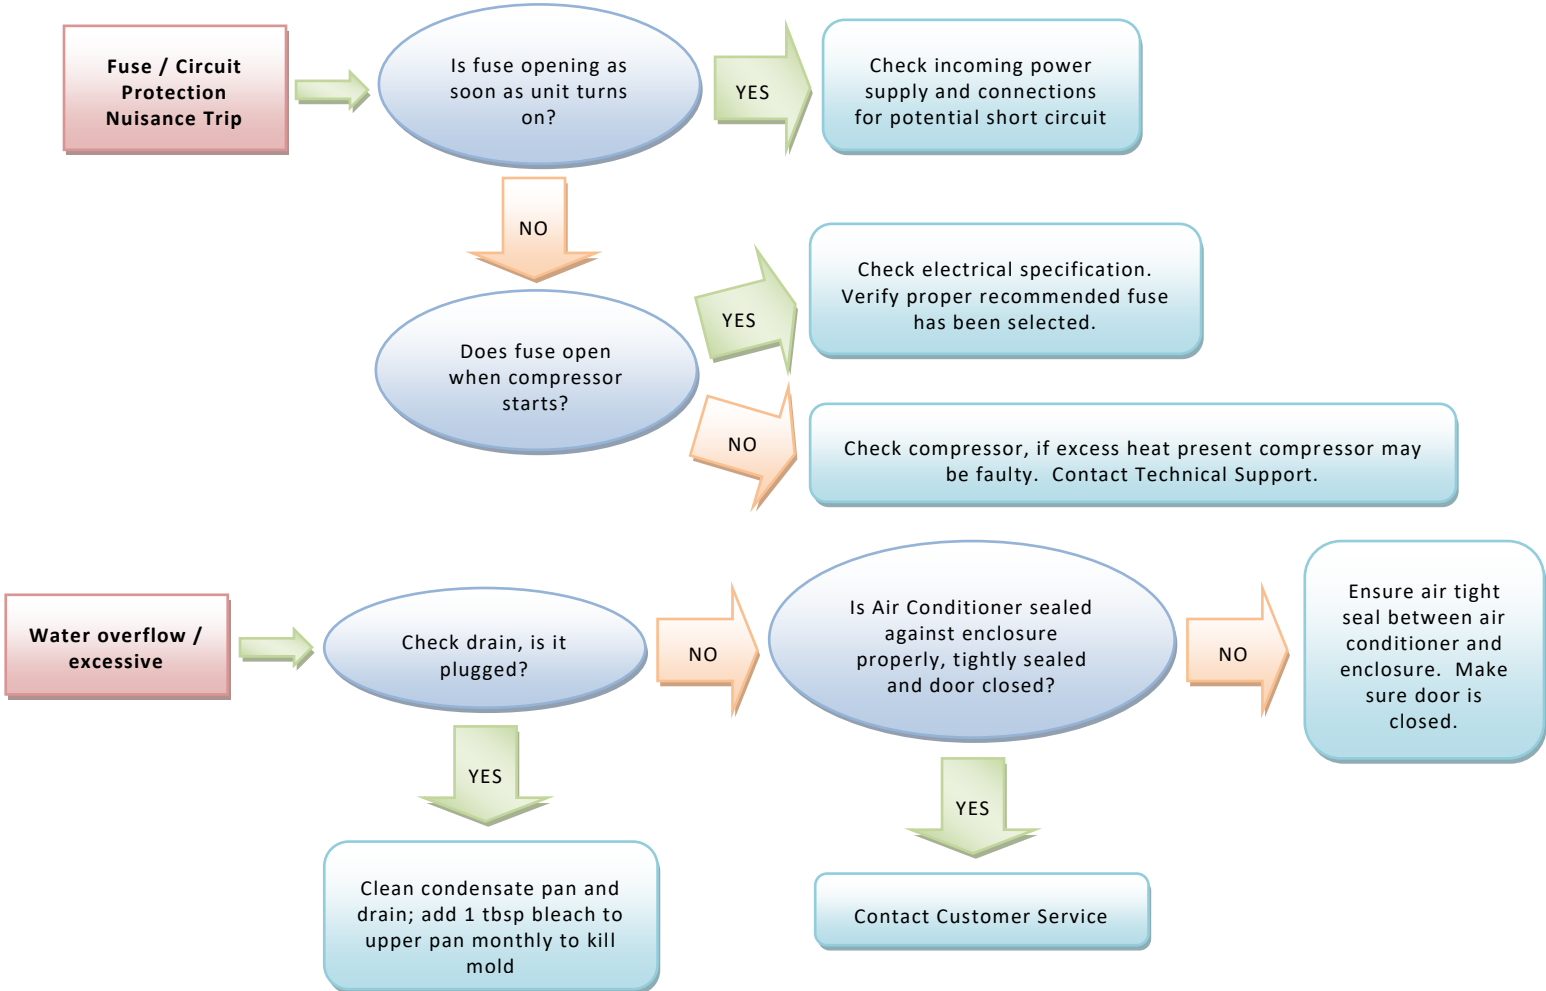 Fuse / Circuit
Protection
Nuisance Trip
Is fuse opening as
soon as unit turns
on?
YES
Check incoming power
supply and connections
for potential short circuit
NO
Does fuse open
when compressor
starts?
YES
Check electrical specification.
Verify proper recommended fuse
has been selected.
NO
Check compressor, if excess heat present compressor may
be faulty.  Contact Technical Support.
Water overflow /
excessive
Check drain, is it
plugged?
NO
Is Air Conditioner sealed
against enclosure
properly, tightly sealed
and door closed?
NO
Ensure air tight
seal between air
conditioner and
enclosure.  Make
sure door is
closed.
YES
Clean condensate pan and
drain; add 1 tbsp bleach to
upper pan monthly to kill
mold
YES
Contact Customer Service